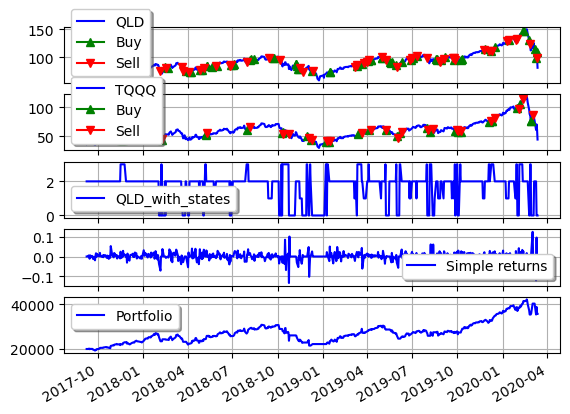 150
100
QLD
Buy
Sell
100
50
TQQQ
Buy
Sell
2
0
QLD_with_states
0.1
0.0
−0.1
Simple returns
40000
20000
Portfolio
2017-10 2018-01 2018-04 2018-07 2018-10 2019-01 2019-04 2019-07 2019-10 2020-01 2020-04